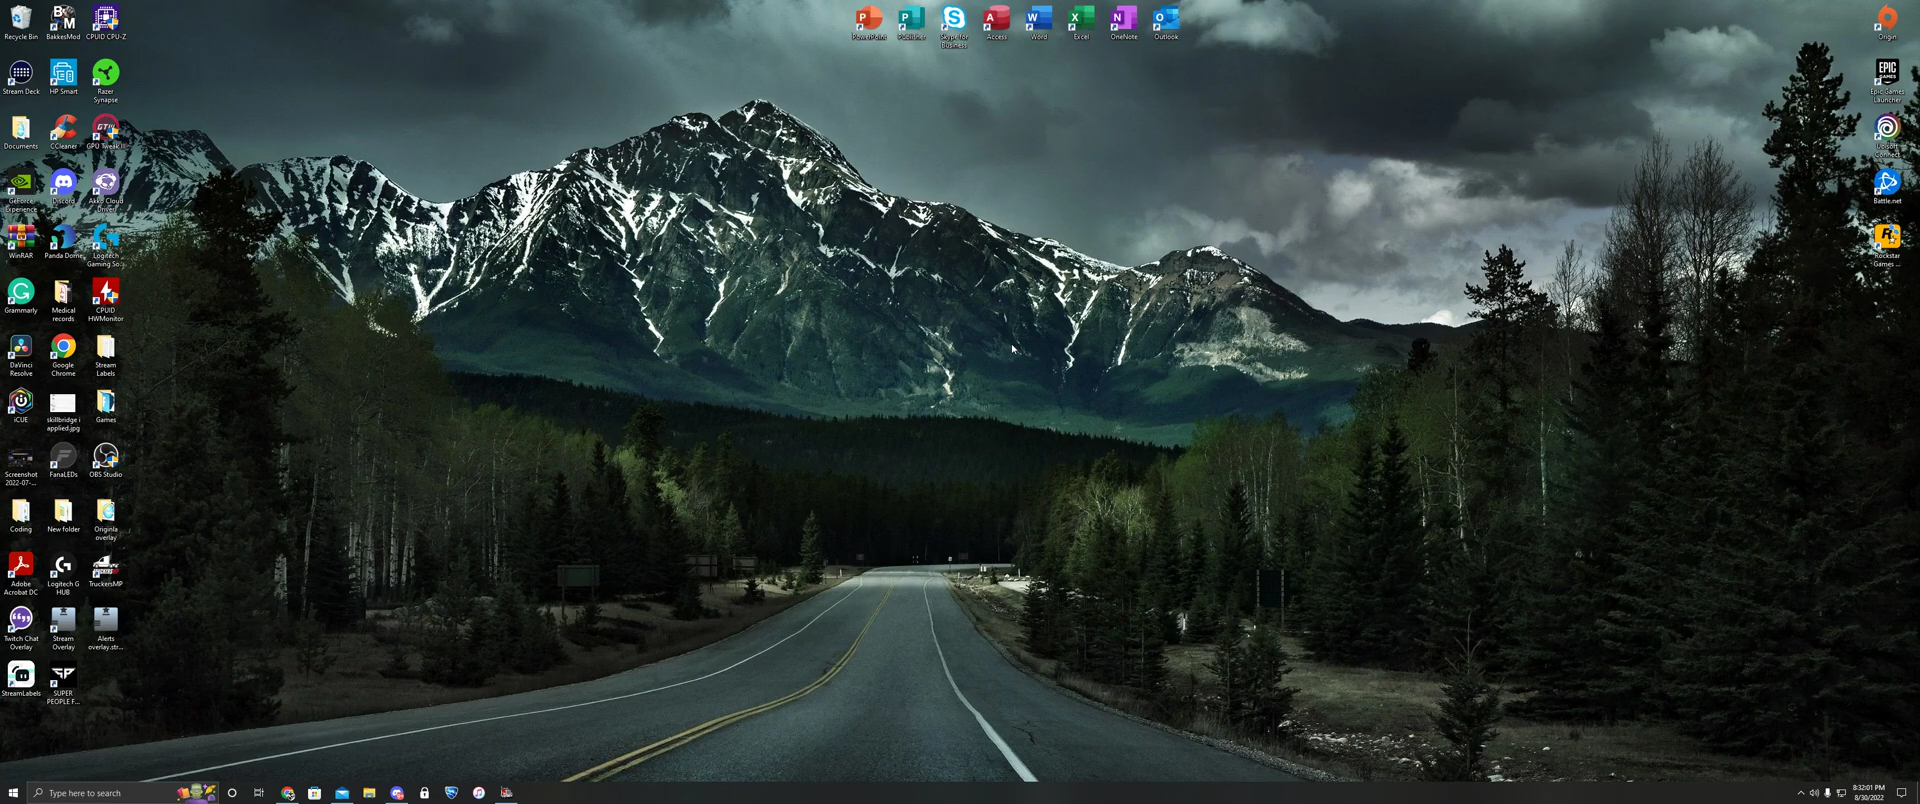 Recycle Bin
BakkesMod
CPUID CPU-Z
PowerPoint
Publisher
Skype for
Business
Access
Word
Excel
OneNote
Outlook
Origin
Stream Deck
HP Smart
Razer
Synapse
EPIC
GAMES
Epic Games
Launcher
Documents
CCleaner
GPU Tweak II
Ubisoft
Connect
GeForce
Experience
Discord
Akko Cloud
Driver
Battle.net
WinRAR
Panda Dome
Logitech
Gaming So...
Rockstar
Games ...
Grammarly
Medical
records
CPUID
HWMonitor
DaVinci
Resolve
Google
Chrome
Stream
Labels
iCUE
skillbridge i
applied.jpg
Games
Screenshot
2022-07-...
FanaLEDs
OBS Studio
Coding
New folder
Originla
overlay
Adobe
Acrobat DC
Logitech G
HUB
TruckersMP
Twitch Chat
Overlay
Stream
Overlay
Alerts
overlay.str...
StreamLabels
SUPER
PEOPLE F...
Type here to search
8:32:01 PM
8/30/2022